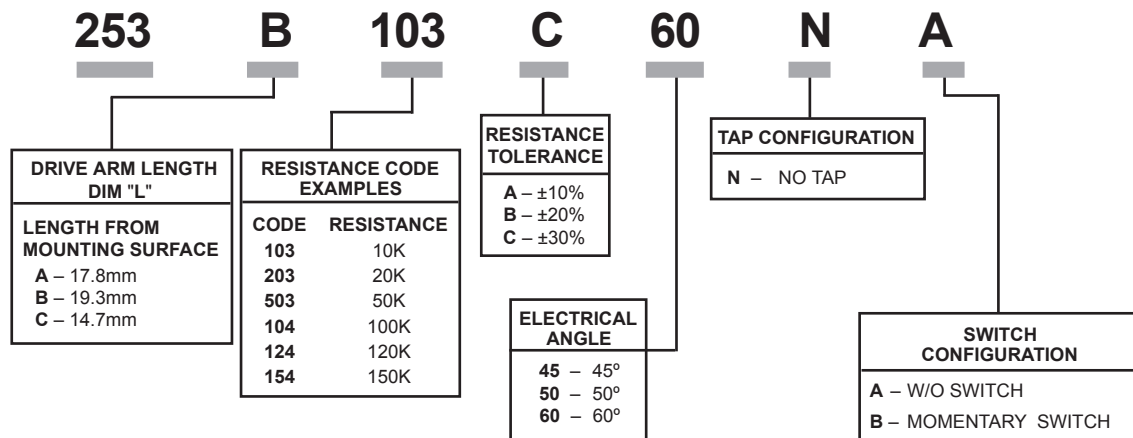 253 B 103 C 60 N A
DRIVE ARM LENGTH
DIM "L"
LENGTH FROM
MOUNTING SURFACE
A – 17.8mm
B – 19.3mm
C – 14.7mm
RESISTANCE CODE
EXAMPLES
CODE RESISTANCE
103 10K
203 20K
503 50K
104 100K
124 120K
154 150K
RESISTANCE
TOLERANCE
A – ±10%
B – ±20%
C – ±30%
ELECTRICAL
ANGLE
45 – 45º
50 – 50º
60 – 60º
TAP CONFIGURATION
N – NO TAP
SWITCH
CONFIGURATION
A – W/O SWITCH
B – MOMENTARY SWITCH